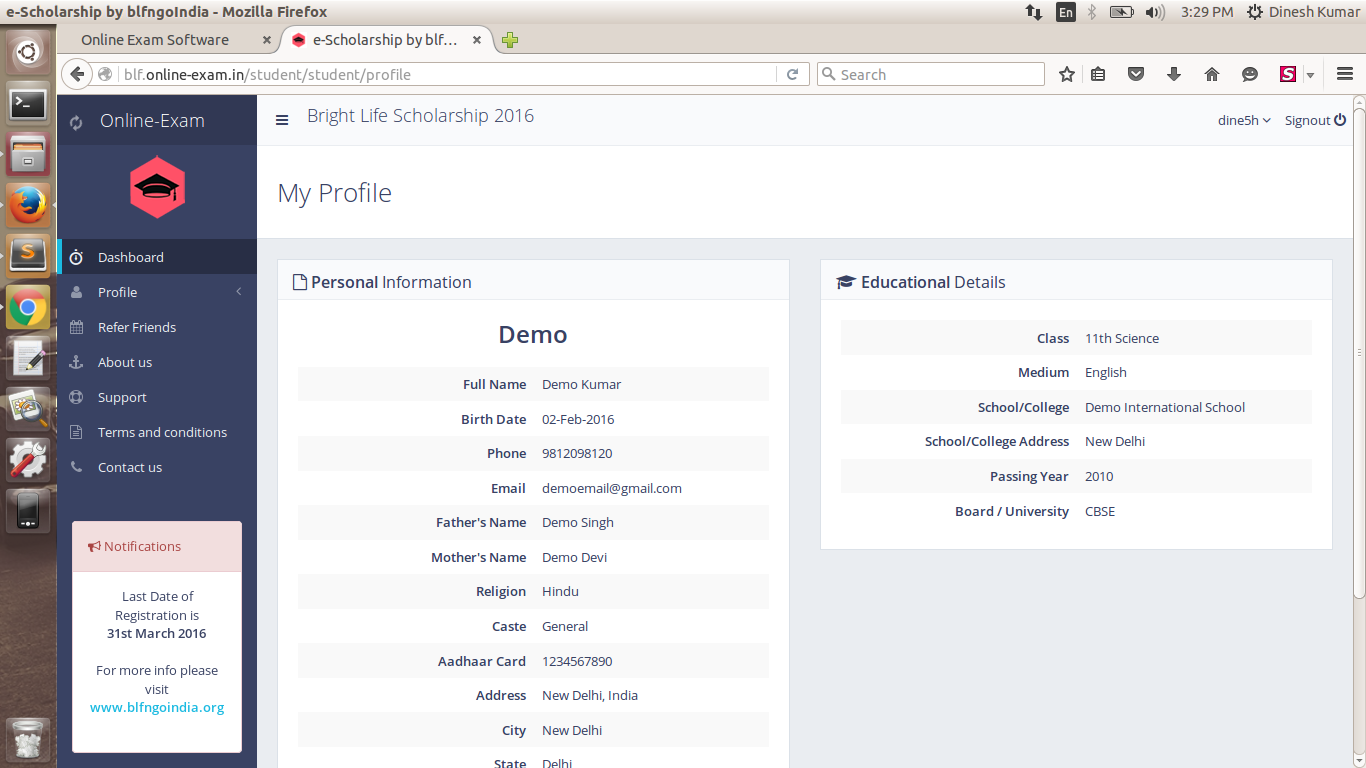 e-Scholarship by blfngoIndia - Mozilla Firefox
En
3:29 PM
Dinesh Kumar
Online Exam Software
e-Scholarship by blf...
blf.online-exam.in/student/student/profile
Search
S
Online-Exam
Bright Life Scholarship 2016
dine5h
Signout
My Profile
Dashboard
Profile
Refer Friends
About us
Support
Terms and conditions
Contact us
Notifications
Last Date of
Registration is
31st March 2016
For more info please
visit
www.blfngoindia.org
Personal Information
Demo
Full Name Demo Kumar
Birth Date 02-Feb-2016
Phone 9812098120
Email demoemail@gmail.com
Father's Name Demo Singh
Mother's Name Demo Devi
Religion Hindu
Caste General
Aadhaar Card 1234567890
Address New Delhi, India
City New Delhi
State Delhi
Educational Details
Class 11th Science
Medium English
School/College Demo International School
School/College Address New Delhi
Passing Year 2010
Board / University CBSE